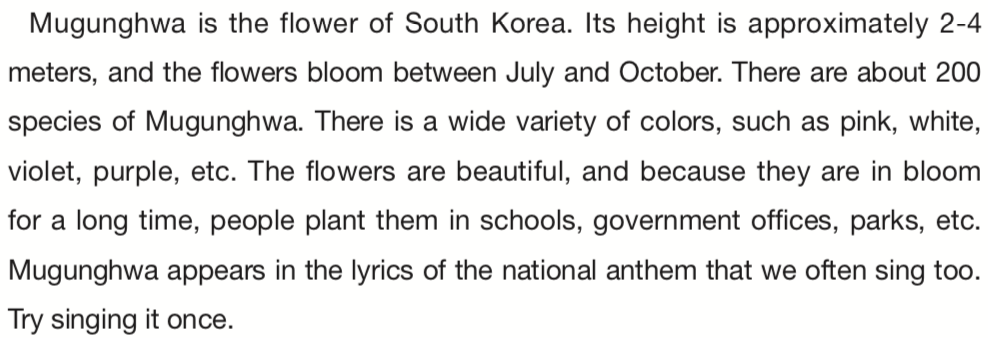 Mugunghwa is the flower of South Korea. Its height is approximately 2-4
meters, and the flowers bloom between July and October. There are about 200
species of Mugunghwa. There is a wide variety of colors, such as pink, white,
violet, purple, etc. The flowers are beautiful, and because they are in bloom
for a long time, people plant them in schools, government offices, parks, etc.
Mugunghwa appears in the lyrics of the national anthem that we often sing too.
Try singing it once.